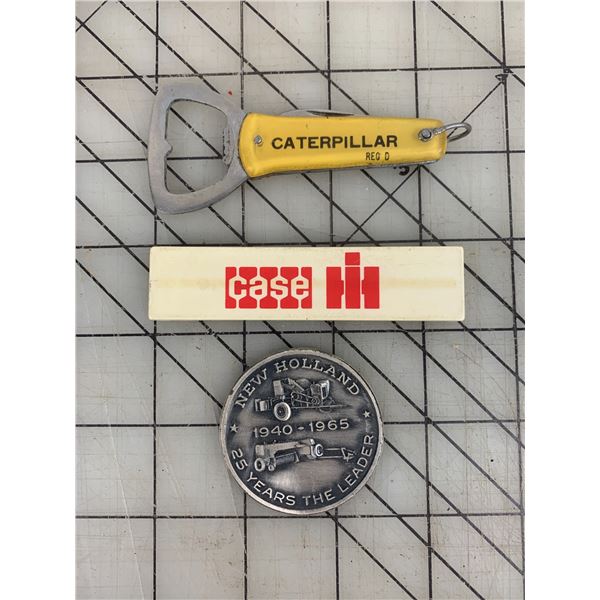 CATERPILLAR
REG D
case IH
NEW HOLLAND
1940 - 1965
25 YEARS THE LEADER